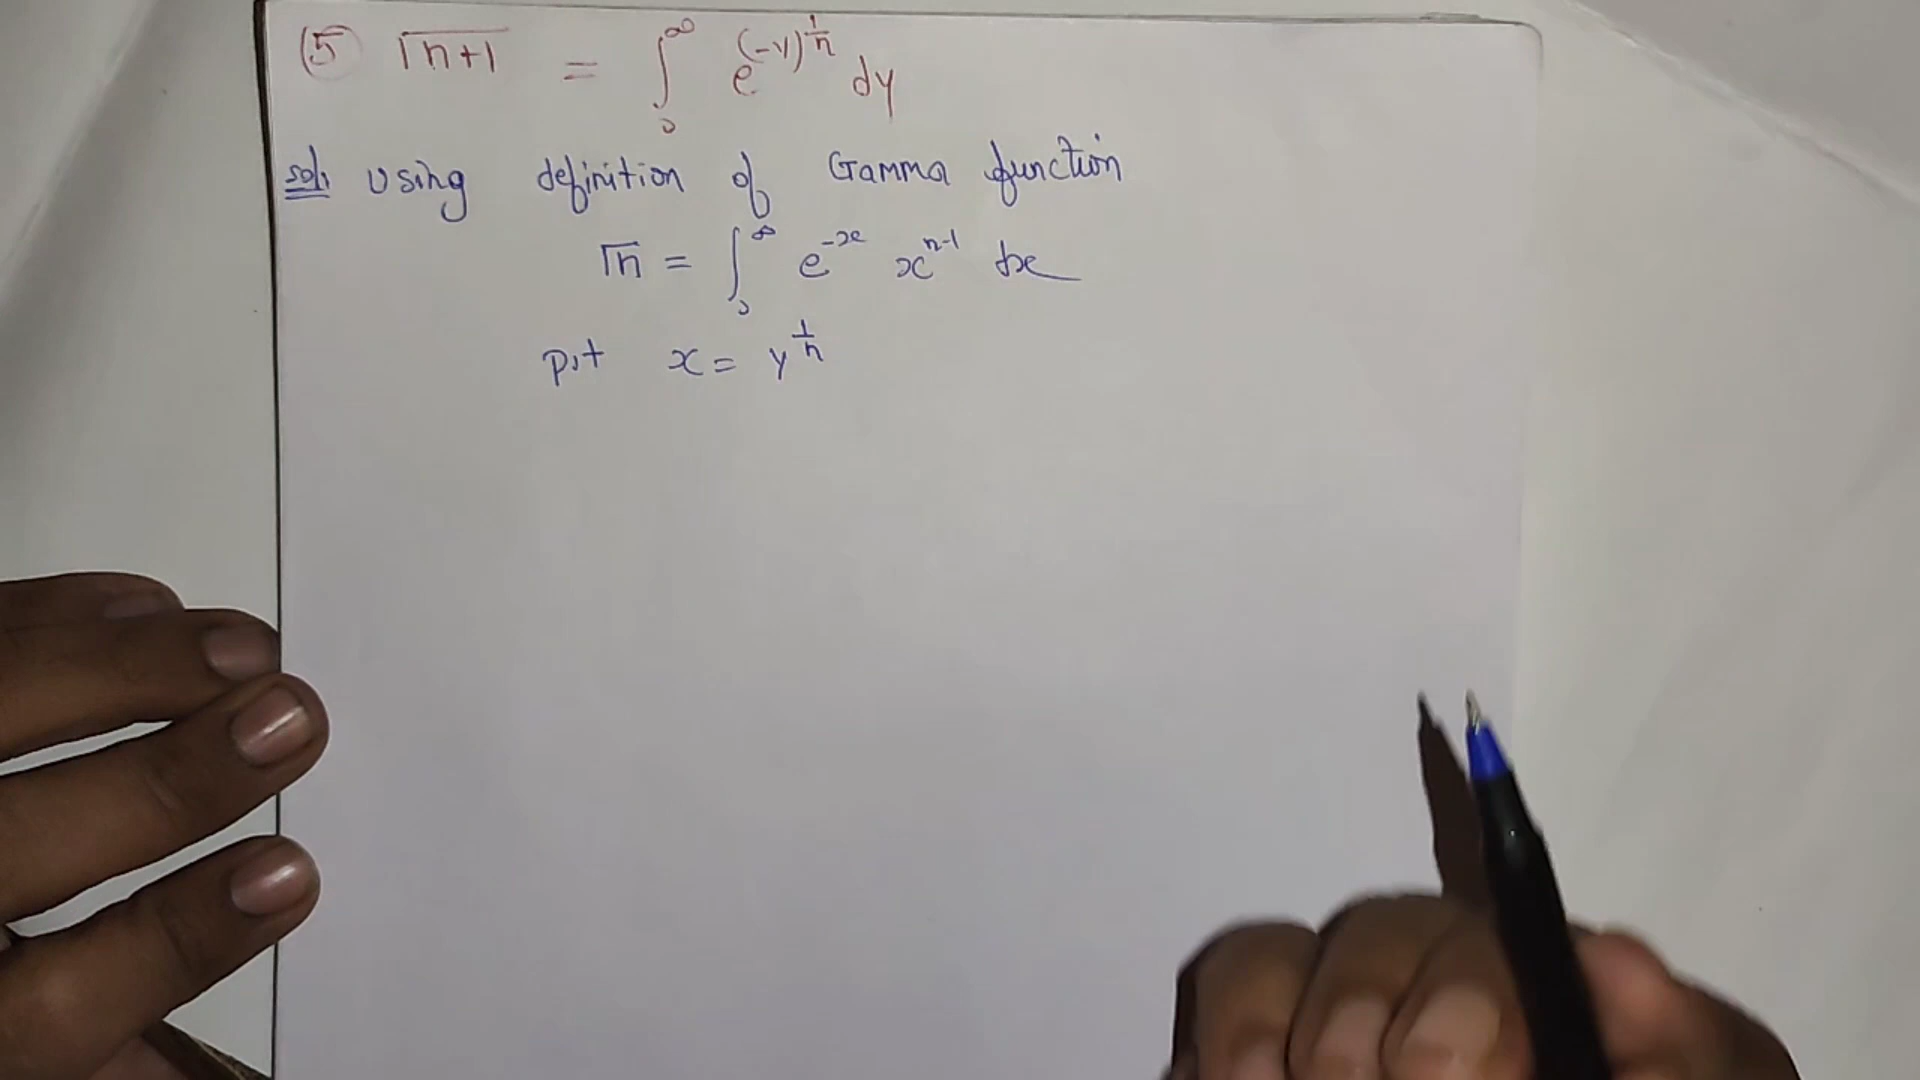 (5) Γn+1 = ∫₀^∞ e^(-y)^(1/n) dy
Sol: Using definition of Gamma function
Γn = ∫₀^∞ e^(-x) x^(n-1) dx
put x = y^(1/n)